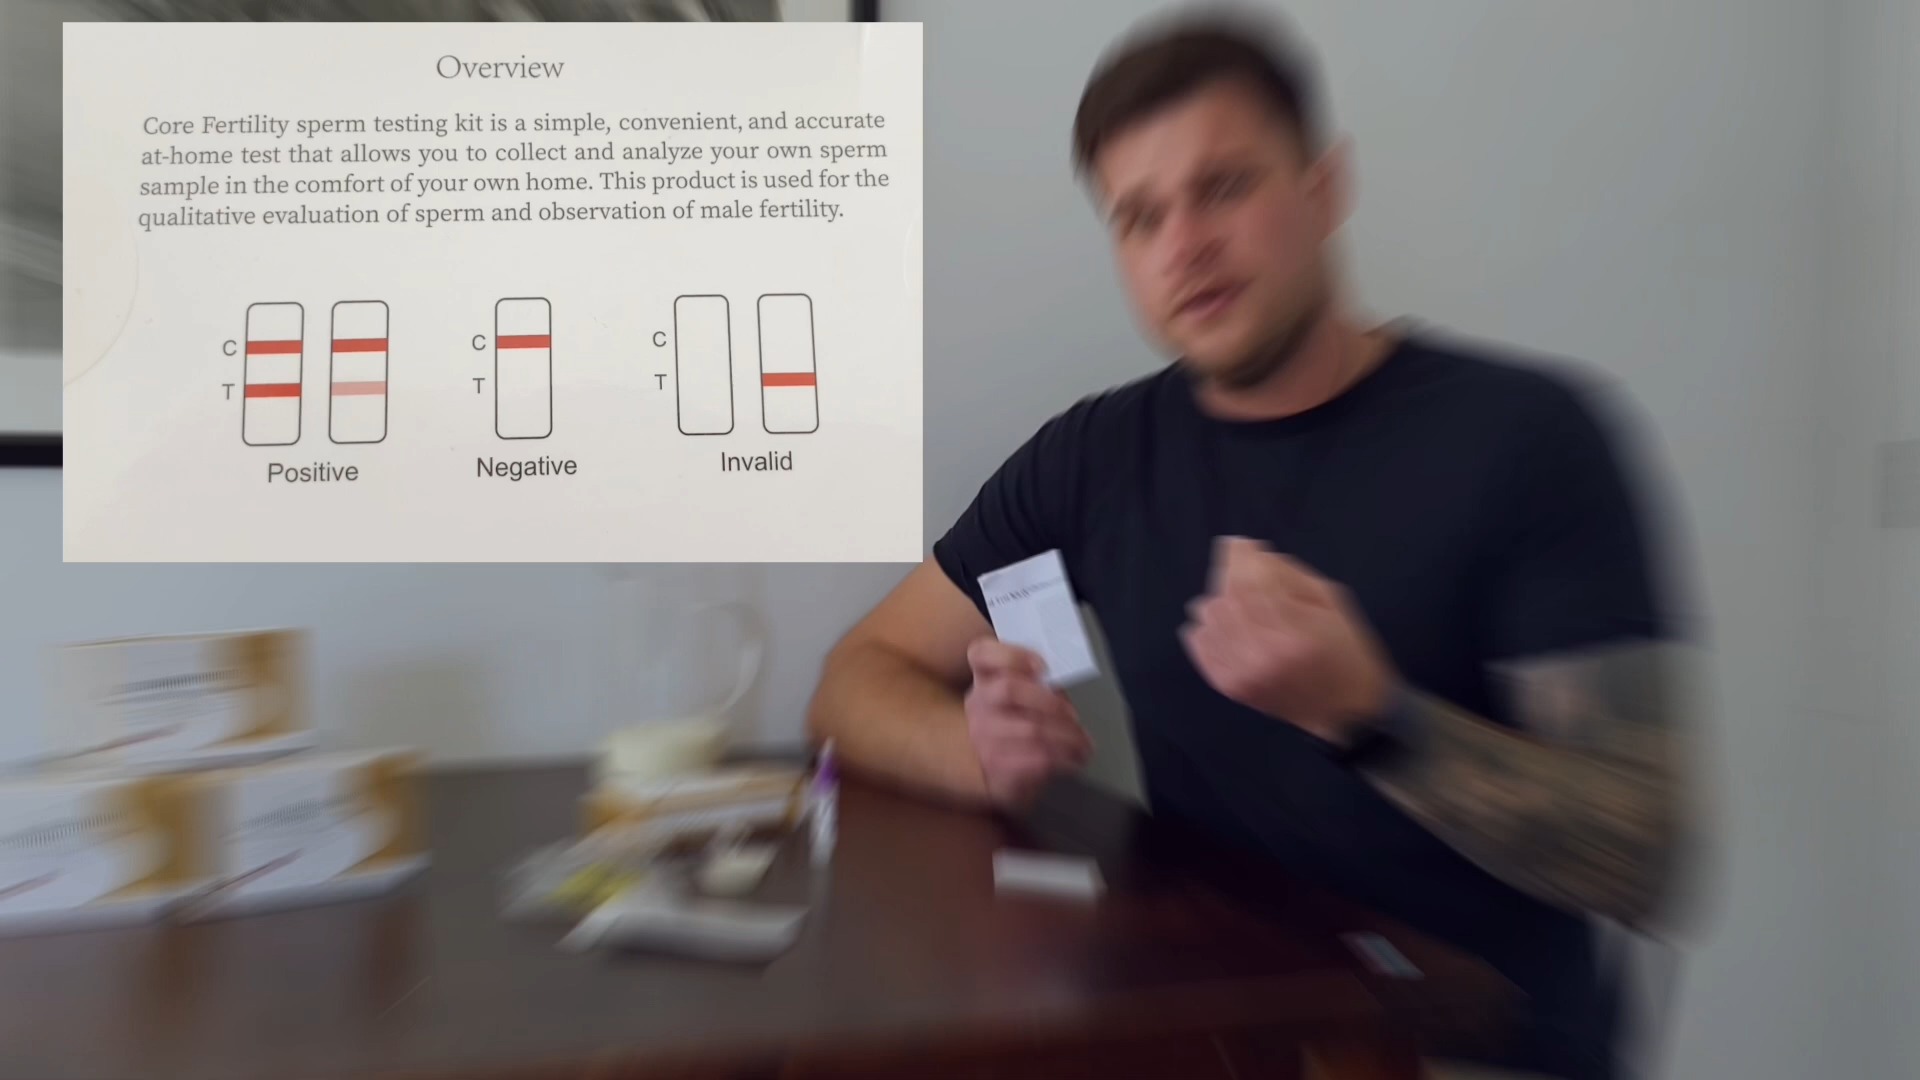 Overview
Core Fertility sperm testing kit is a simple, convenient, and accurate
at-home test that allows you to collect and analyze your own sperm
sample in the comfort of your own home. This product is used for the
qualitative evaluation of sperm and observation of male fertility.
C
T
C
T
C
T
Positive
Negative
Invalid